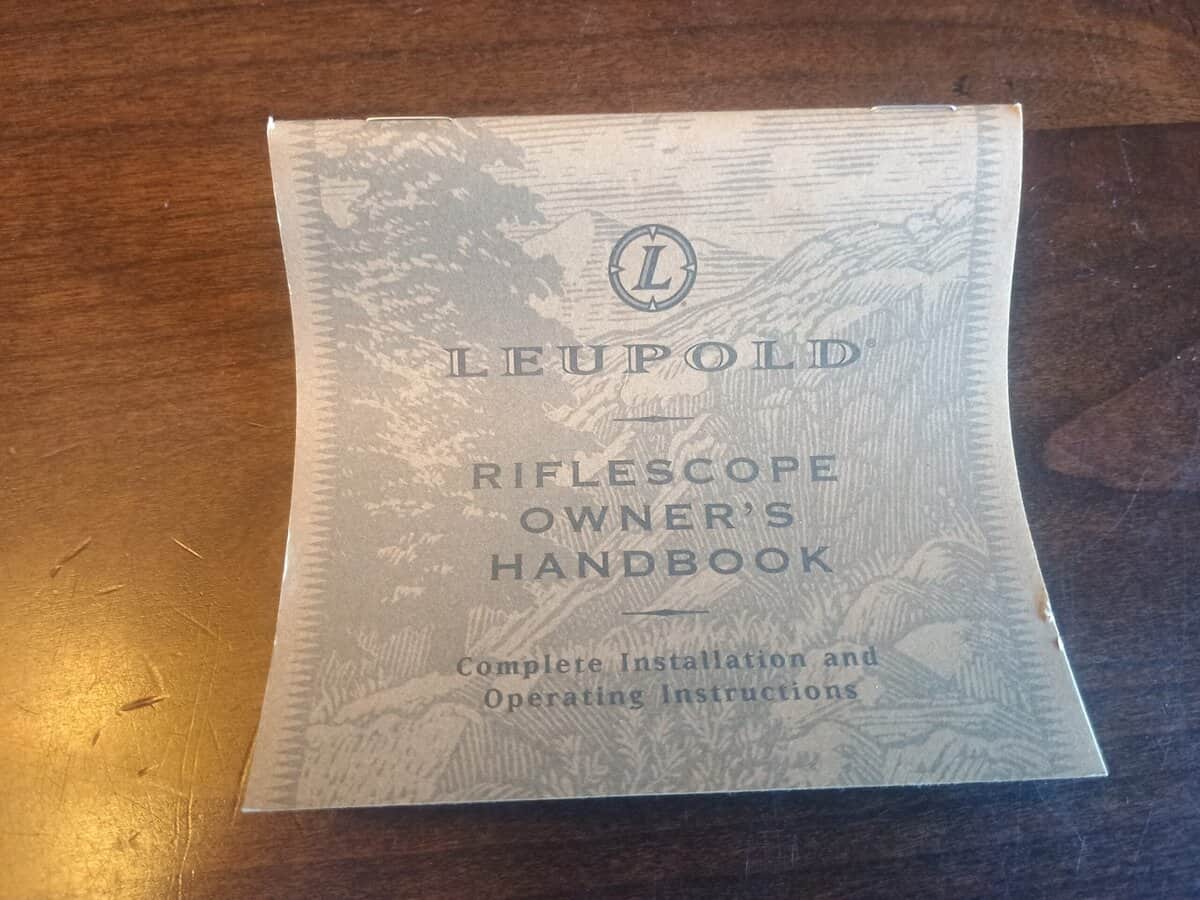 L
LEUPOLD®
RIFLESCOPE
OWNER'S
HANDBOOK
Complete Installation and
Operating Instructions